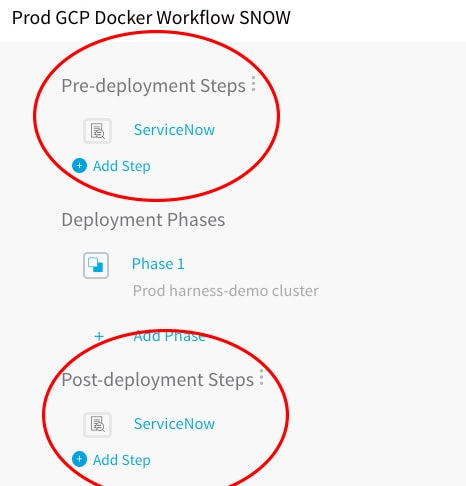 Prod GCP Docker Workflow SNOW
Pre-deployment Steps
ServiceNow
Add Step
Deployment Phases
Phase 1
Prod harness-demo cluster
+ Add Phase
Post-deployment Steps
ServiceNow
Add Step